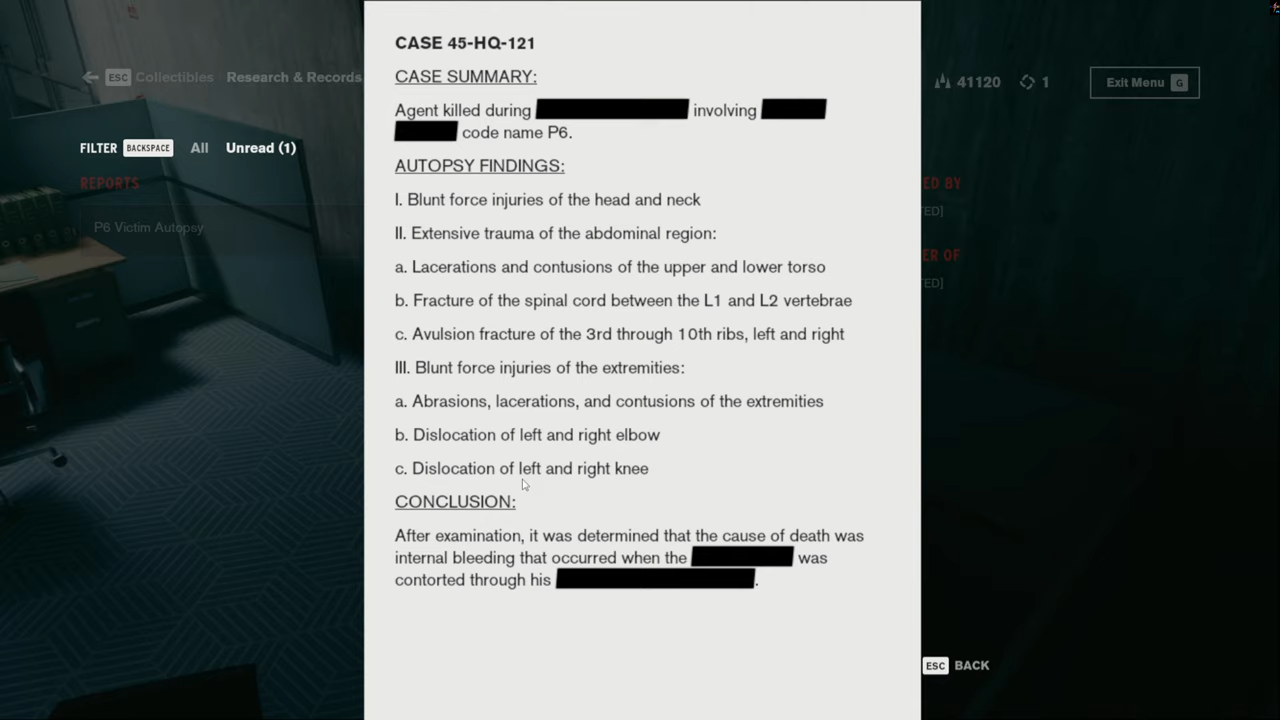 CASE 45-HQ-121
CASE SUMMARY:
Agent killed during involving
code name P6.
AUTOPSY FINDINGS:
I. Blunt force injuries of the head and neck
II. Extensive trauma of the abdominal region:
a. Lacerations and contusions of the upper and lower torso
b. Fracture of the spinal cord between the L1 and L2 vertebrae
c. Avulsion fracture of the 3rd through 10th ribs, left and right
III. Blunt force injuries of the extremities:
a. Abrasions, lacerations, and contusions of the extremities
b. Dislocation of left and right elbow
c. Dislocation of left and right knee
CONCLUSION:
After examination, it was determined that the cause of death was
internal bleeding that occurred when the was
contorted through his .
ESC Collectibles Research & Records
41120 1 Exit Menu G
FILTER BACKSPACE All Unread (1)
REPORTS
P6 Victim Autopsy
ED BY
TED]
ER OF
TED]
ESC BACK